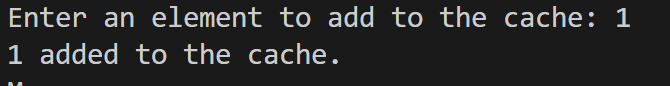 Enter an element to add to the cache: 1
1 added to the cache.